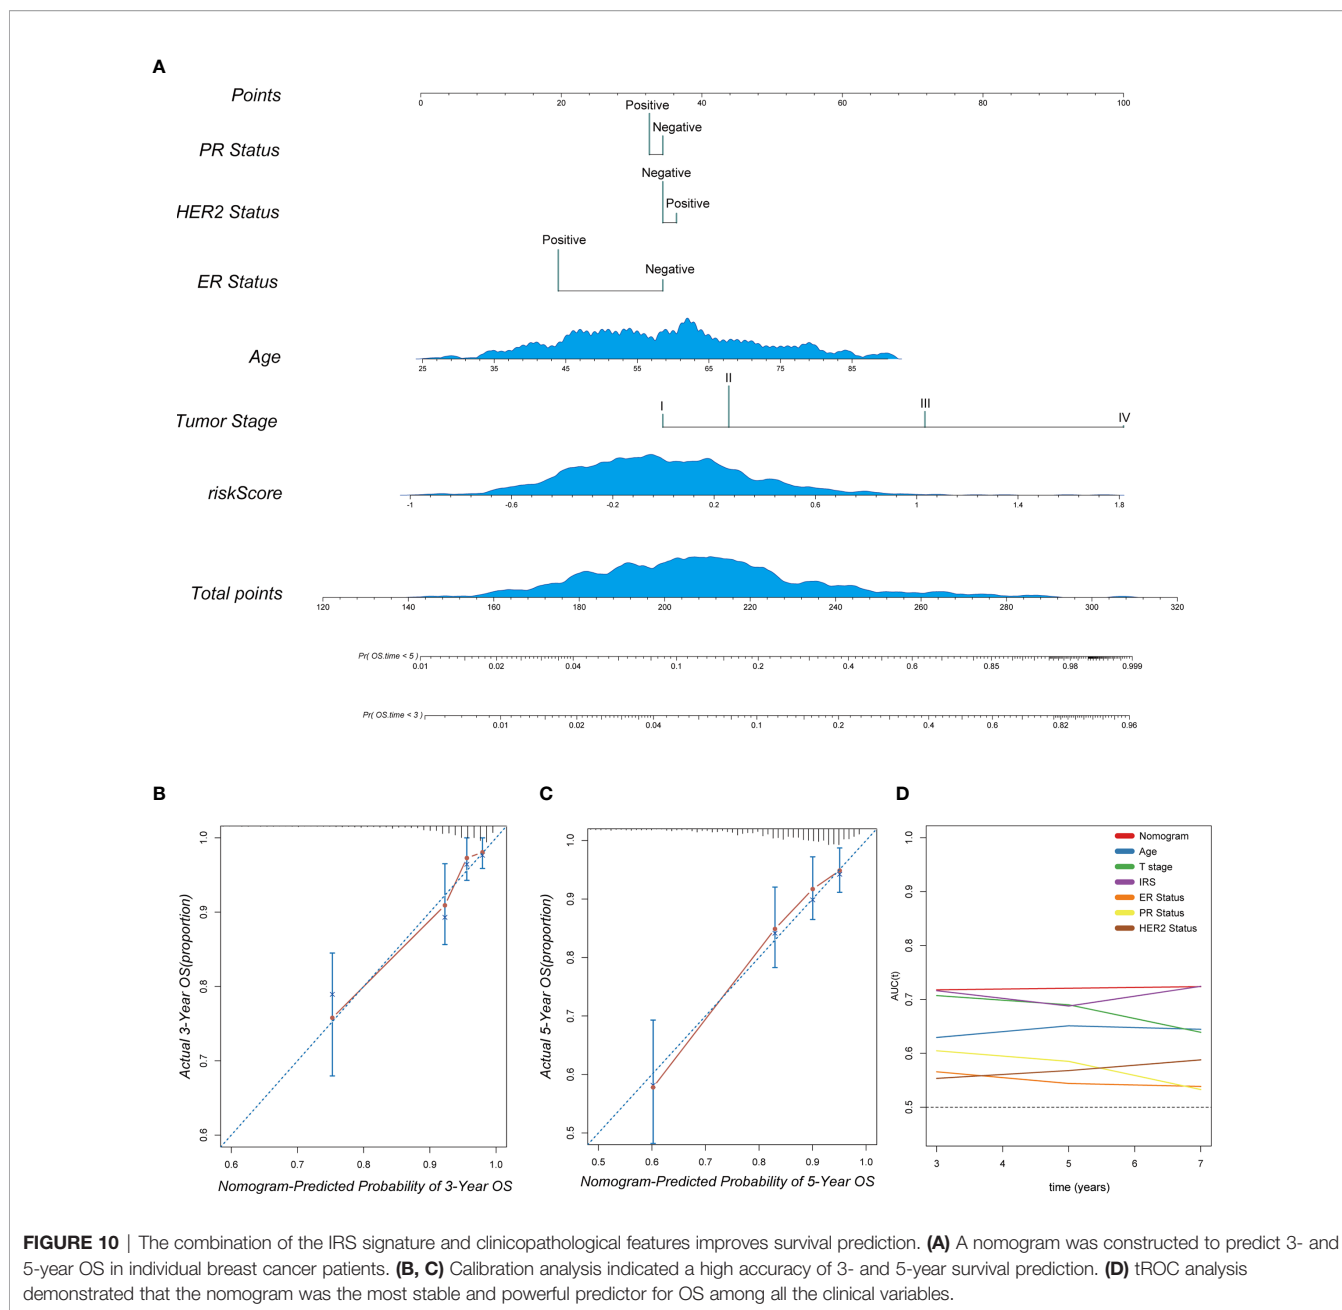 A
Points
0 20 40 60 80 100
Positive
Negative
PR Status
Negative
Positive
HER2 Status
Positive
Negative
ER Status
Age
25 35 45 55 65 75 85
II
I III IV
Tumor Stage
riskScore
-1 -0.6 -0.2 0.2 0.6 1 1.4 1.8
Total points
120 140 160 180 200 220 240 260 280 300 320
Pr( OS.time < 5 )
0.01 0.02 0.04 0.1 0.2 0.4 0.6 0.85 0.98 0.999
Pr( OS.time < 3 )
0.01 0.02 0.04 0.1 0.2 0.4 0.6 0.82 0.96
B
Actual 3-Year OS(proportion)
1.0
0.9
0.8
0.7
0.6
0.6 0.7 0.8 0.9 1.0
Nomogram-Predicted Probability of 3-Year OS
C
Actual 5-Year OS(proportion)
1.0
0.9
0.8
0.7
0.6
0.5
0.5 0.6 0.7 0.8 0.9 1.0
Nomogram-Predicted Probability of 5-Year OS
D
AUC(t)
1.0
0.9
0.8
0.7
0.6
0.5
Nomogram
Age
T stage
IRS
ER Status
PR Status
HER2 Status
3 4 5 6 7
time (years)
FIGURE 10 | The combination of the IRS signature and clinicopathological features improves survival prediction. (A) A nomogram was constructed to predict 3- and
5-year OS in individual breast cancer patients. (B, C) Calibration analysis indicated a high accuracy of 3- and 5-year survival prediction. (D) tROC analysis
demonstrated that the nomogram was the most stable and powerful predictor for OS among all the clinical variables.